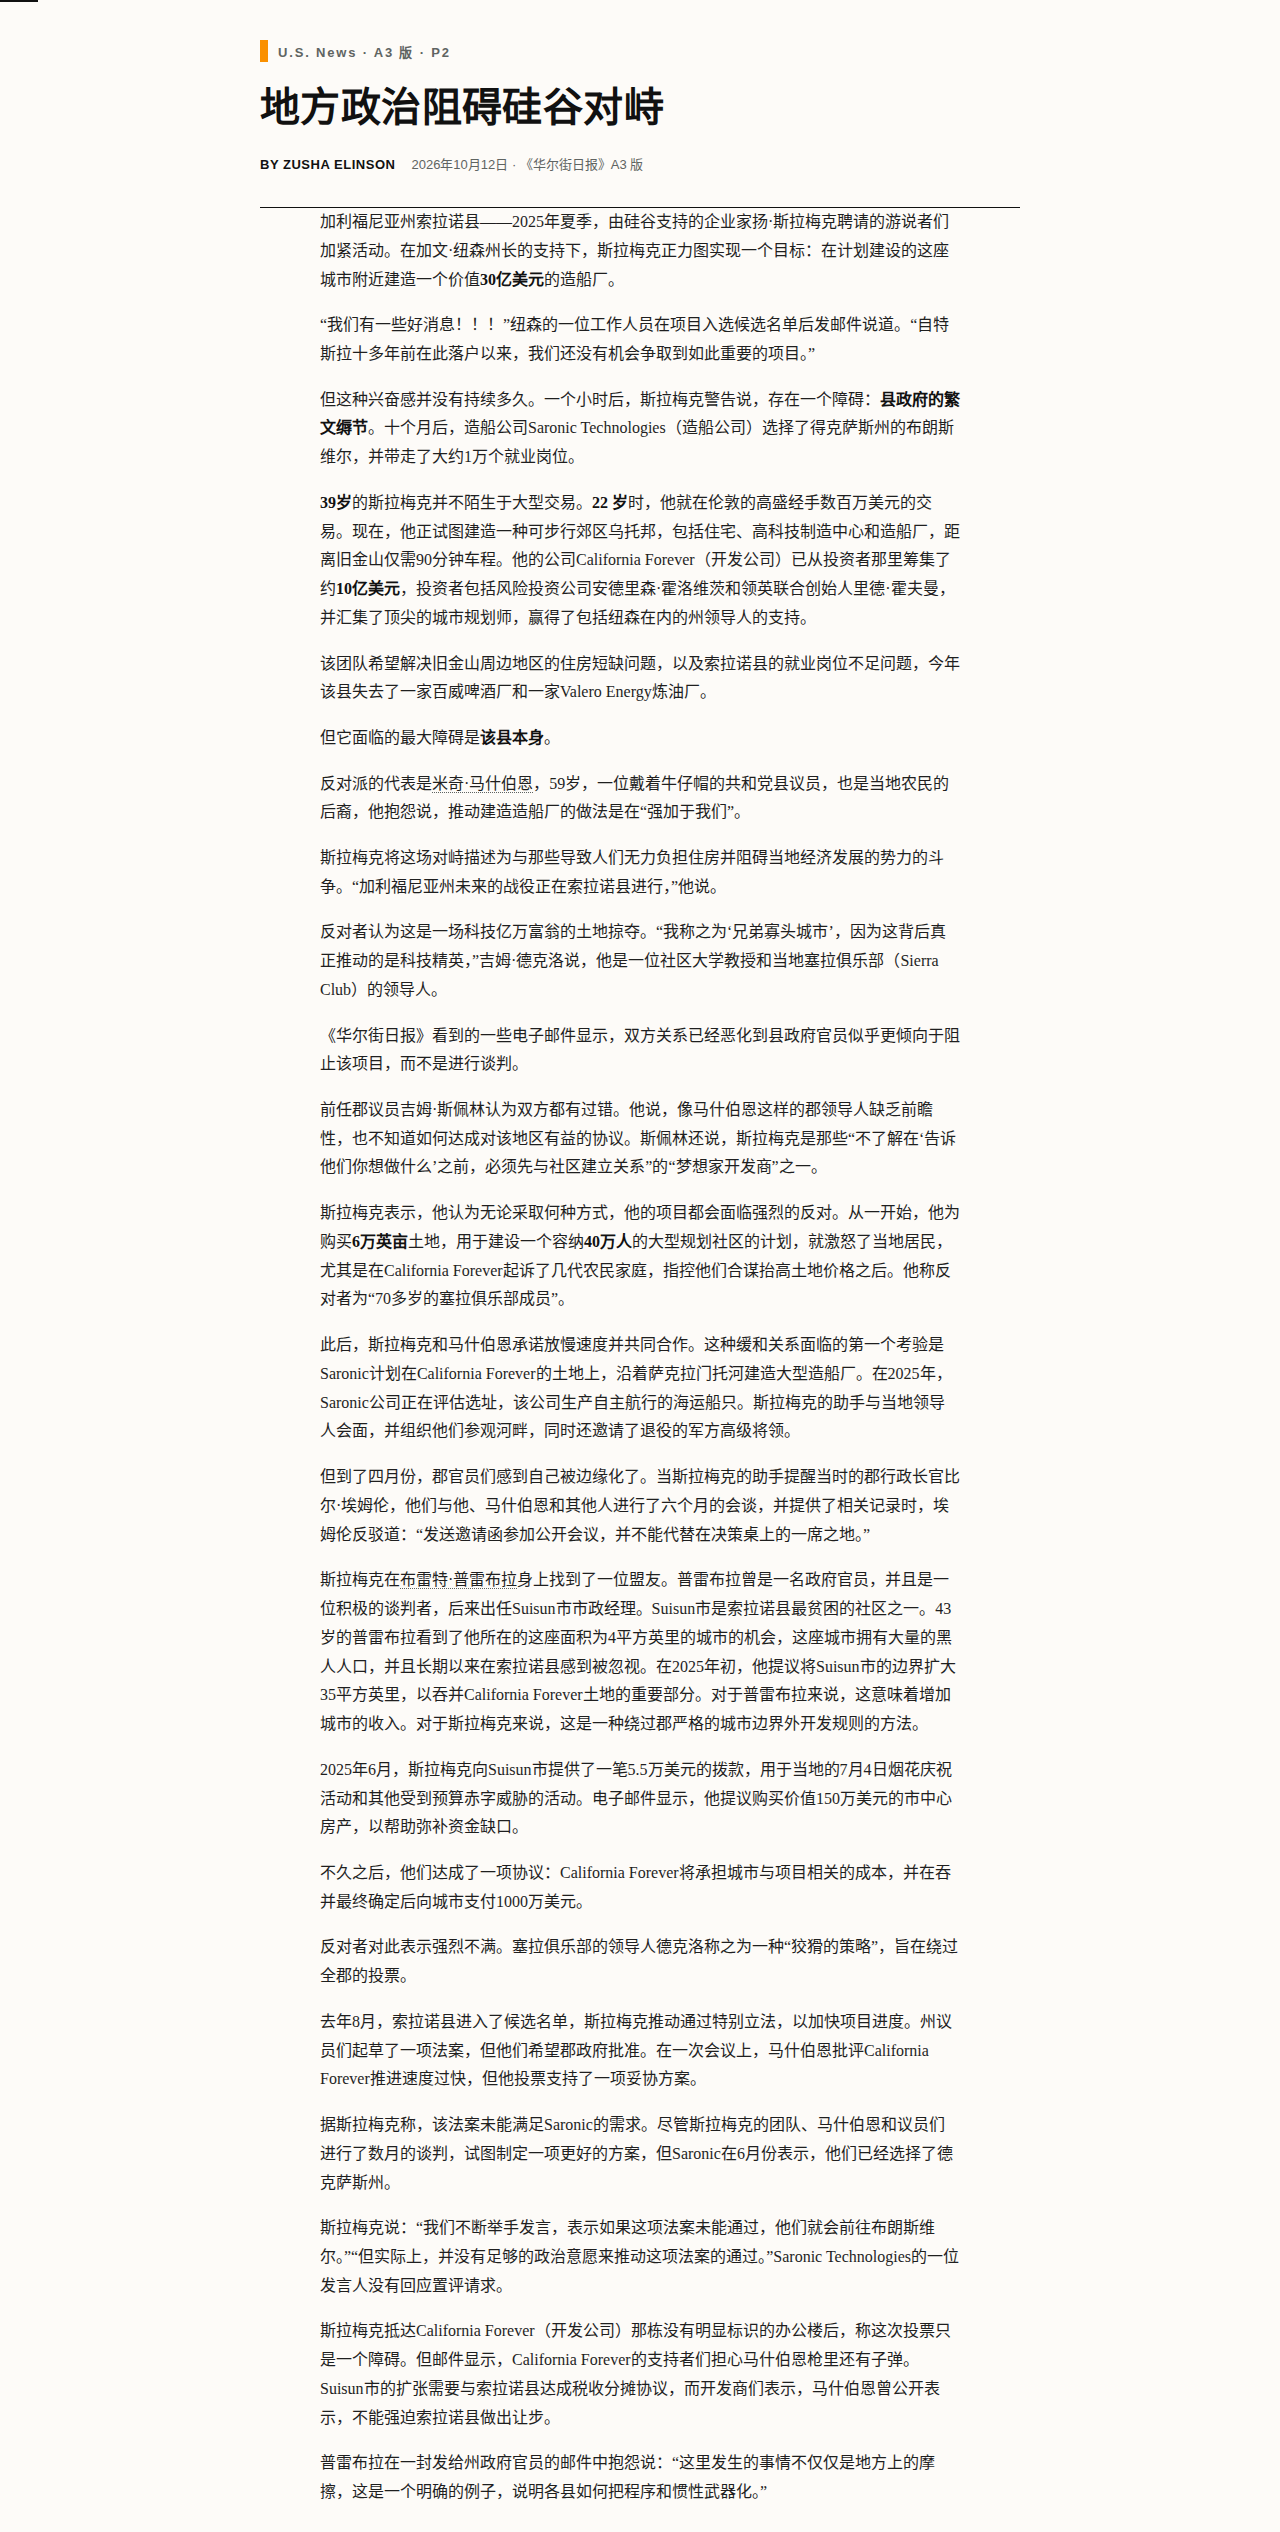 U.S. News · A3 版 · P2
地方政治阻碍硅谷对峙
BY ZUSHA ELINSON 2026年10月12日 · 《华尔街日报》A3 版
加利福尼亚州索拉诺县——2025年夏季，由硅谷支持的企业家扬·斯拉梅克聘请的游说者们
加紧活动。在加文·纽森州长的支持下，斯拉梅克正力图实现一个目标：在计划建设的这座
城市附近建造一个价值30亿美元的造船厂。
“我们有一些好消息！！！”纽森的一位工作人员在项目入选候选名单后发邮件说道。“自特
斯拉十多年前在此落户以来，我们还没有机会争取到如此重要的项目。”
但这种兴奋感并没有持续多久。一个小时后，斯拉梅克警告说，存在一个障碍：县政府的繁
文缛节。十个月后，造船公司Saronic Technologies（造船公司）选择了得克萨斯州的布朗斯
维尔，并带走了大约1万个就业岗位。
39岁的斯拉梅克并不陌生于大型交易。22 岁时，他就在伦敦的高盛经手数百万美元的交
易。现在，他正试图建造一种可步行郊区乌托邦，包括住宅、高科技制造中心和造船厂，距
离旧金山仅需90分钟车程。他的公司California Forever（开发公司）已从投资者那里筹集了
约10亿美元，投资者包括风险投资公司安德里森·霍洛维茨和领英联合创始人里德·霍夫曼，
并汇集了顶尖的城市规划师，赢得了包括纽森在内的州领导人的支持。
该团队希望解决旧金山周边地区的住房短缺问题，以及索拉诺县的就业岗位不足问题，今年
该县失去了一家百威啤酒厂和一家Valero Energy炼油厂。
但它面临的最大障碍是该县本身。
反对派的代表是米奇·马什伯恩，59岁，一位戴着牛仔帽的共和党县议员，也是当地农民的
后裔，他抱怨说，推动建造造船厂的做法是在“强加于我们”。
斯拉梅克将这场对峙描述为与那些导致人们无力负担住房并阻碍当地经济发展的势力的斗
争。“加利福尼亚州未来的战役正在索拉诺县进行，”他说。
反对者认为这是一场科技亿万富翁的土地掠夺。“我称之为‘兄弟寡头城市’，因为这背后真
正推动的是科技精英，”吉姆·德克洛说，他是一位社区大学教授和当地塞拉俱乐部（Sierra
Club）的领导人。
《华尔街日报》看到的一些电子邮件显示，双方关系已经恶化到县政府官员似乎更倾向于阻
止该项目，而不是进行谈判。
前任郡议员吉姆·斯佩林认为双方都有过错。他说，像马什伯恩这样的郡领导人缺乏前瞻
性，也不知道如何达成对该地区有益的协议。斯佩林还说，斯拉梅克是那些“不了解在‘告诉
他们你想做什么’之前，必须先与社区建立关系”的“梦想家开发商”之一。
斯拉梅克表示，他认为无论采取何种方式，他的项目都会面临强烈的反对。从一开始，他为
购买6万英亩土地，用于建设一个容纳40万人的大型规划社区的计划，就激怒了当地居民，
尤其是在California Forever起诉了几代农民家庭，指控他们合谋抬高土地价格之后。他称反
对者为“70多岁的塞拉俱乐部成员”。
此后，斯拉梅克和马什伯恩承诺放慢速度并共同合作。这种缓和关系面临的第一个考验是
Saronic计划在California Forever的土地上，沿着萨克拉门托河建造大型造船厂。在2025年，
Saronic公司正在评估选址，该公司生产自主航行的海运船只。斯拉梅克的助手与当地领导
人会面，并组织他们参观河畔，同时还邀请了退役的军方高级将领。
但到了四月份，郡官员们感到自己被边缘化了。当斯拉梅克的助手提醒当时的郡行政长官比
尔·埃姆伦，他们与他、马什伯恩和其他人进行了六个月的会谈，并提供了相关记录时，埃
姆伦反驳道：“发送邀请函参加公开会议，并不能代替在决策桌上的一席之地。”
斯拉梅克在布雷特·普雷布拉身上找到了一位盟友。普雷布拉曾是一名政府官员，并且是一
位积极的谈判者，后来出任Suisun市市政经理。Suisun市是索拉诺县最贫困的社区之一。43
岁的普雷布拉看到了他所在的这座面积为4平方英里的城市的机会，这座城市拥有大量的黑
人人口，并且长期以来在索拉诺县感到被忽视。在2025年初，他提议将Suisun市的边界扩大
35平方英里，以吞并California Forever土地的重要部分。对于普雷布拉来说，这意味着增加
城市的收入。对于斯拉梅克来说，这是一种绕过郡严格的城市边界外开发规则的方法。
2025年6月，斯拉梅克向Suisun市提供了一笔5.5万美元的拨款，用于当地的7月4日烟花庆祝
活动和其他受到预算赤字威胁的活动。电子邮件显示，他提议购买价值150万美元的市中心
房产，以帮助弥补资金缺口。
不久之后，他们达成了一项协议：California Forever将承担城市与项目相关的成本，并在吞
并最终确定后向城市支付1000万美元。
反对者对此表示强烈不满。塞拉俱乐部的领导人德克洛称之为一种“狡猾的策略”，旨在绕过
全郡的投票。
去年8月，索拉诺县进入了候选名单，斯拉梅克推动通过特别立法，以加快项目进度。州议
员们起草了一项法案，但他们希望郡政府批准。在一次会议上，马什伯恩批评California
Forever推进速度过快，但他投票支持了一项妥协方案。
据斯拉梅克称，该法案未能满足Saronic的需求。尽管斯拉梅克的团队、马什伯恩和议员们
进行了数月的谈判，试图制定一项更好的方案，但Saronic在6月份表示，他们已经选择了德
克萨斯州。
斯拉梅克说：“我们不断举手发言，表示如果这项法案未能通过，他们就会前往布朗斯维
尔。”“但实际上，并没有足够的政治意愿来推动这项法案的通过。”Saronic Technologies的一位
发言人没有回应置评请求。
斯拉梅克抵达California Forever（开发公司）那栋没有明显标识的办公楼后，称这次投票只
是一个障碍。但邮件显示，California Forever的支持者们担心马什伯恩枪里还有子弹。
Suisun市的扩张需要与索拉诺县达成税收分摊协议，而开发商们表示，马什伯恩曾公开表
示，不能强迫索拉诺县做出让步。
普雷布拉在一封发给州政府官员的邮件中抱怨说：“这里发生的事情不仅仅是地方上的摩
擦，这是一个明确的例子，说明各县如何把程序和惯性武器化。”